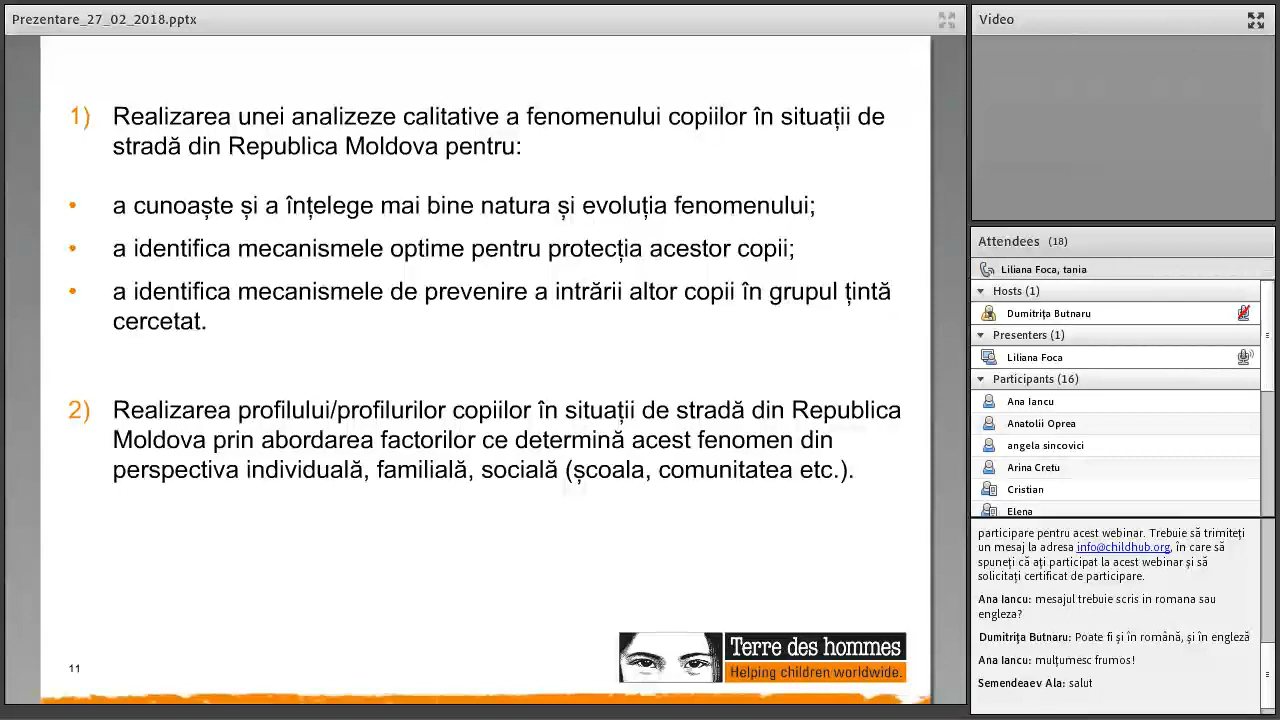 Prezentare_27_02_2018.pptx
1) Realizarea unei analizeze calitative a fenomenului copiilor în situații de
stradă din Republica Moldova pentru:
• a cunoaște și a înțelege mai bine natura și evoluția fenomenului;
• a identifica mecanismele optime pentru protecția acestor copii;
• a identifica mecanismele de prevenire a intrării altor copii în grupul țintă
cercetat.
2) Realizarea profilului/profilurilor copiilor în situații de stradă din Republica
Moldova prin abordarea factorilor ce determină acest fenomen din
perspectiva individuală, familială, socială (școala, comunitatea etc.).
11
Terre des hommes
Helping children worldwide.
Video
Attendees (18)
Liliana Foca, tania
Hosts (1)
Dumitrița Butnaru
Presenters (1)
Liliana Foca
Participants (16)
Ana Iancu
Anatolii Oprea
angela sincovici
Arina Cretu
Cristian
Elena
participare pentru acest webinar. Trebuie să trimiteți
un mesaj la adresa info@childhub.org, în care să
spuneți că ați participat la acest webinar și să
solicitați certificat de participare.
Ana Iancu: mesajul trebuie scris in romana sau
engleza?
Dumitrița Butnaru: Poate fi și în română, și în engleză
Ana Iancu: mulțumesc frumos!
Semendeaev Ala: salut